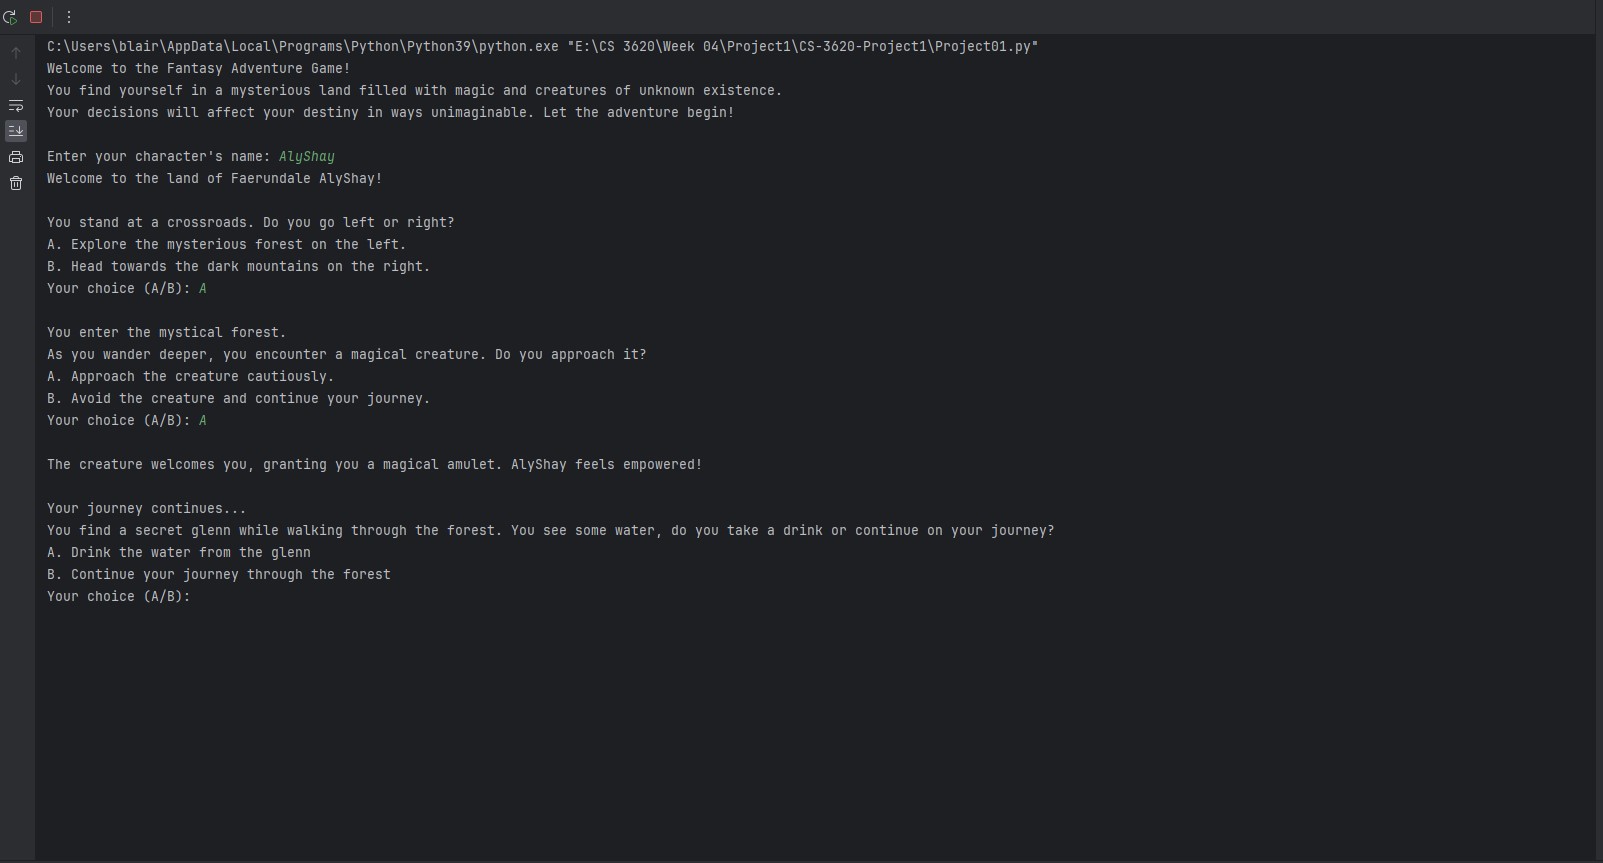 C:\Users\blair\AppData\Local\Programs\Python\Python39\python.exe "E:\CS 3620\Week 04\Project1\CS-3620-Project1\Project01.py"
Welcome to the Fantasy Adventure Game!
You find yourself in a mysterious land filled with magic and creatures of unknown existence.
Your decisions will affect your destiny in ways unimaginable. Let the adventure begin!
Enter your character's name: AlyShay
Welcome to the land of Faerundale AlyShay!
You stand at a crossroads. Do you go left or right?
A. Explore the mysterious forest on the left.
B. Head towards the dark mountains on the right.
Your choice (A/B): A
You enter the mystical forest.
As you wander deeper, you encounter a magical creature. Do you approach it?
A. Approach the creature cautiously.
B. Avoid the creature and continue your journey.
Your choice (A/B): A
The creature welcomes you, granting you a magical amulet. AlyShay feels empowered!
Your journey continues...
You find a secret glenn while walking through the forest. You see some water, do you take a drink or continue on your journey?
A. Drink the water from the glenn
B. Continue your journey through the forest
Your choice (A/B):